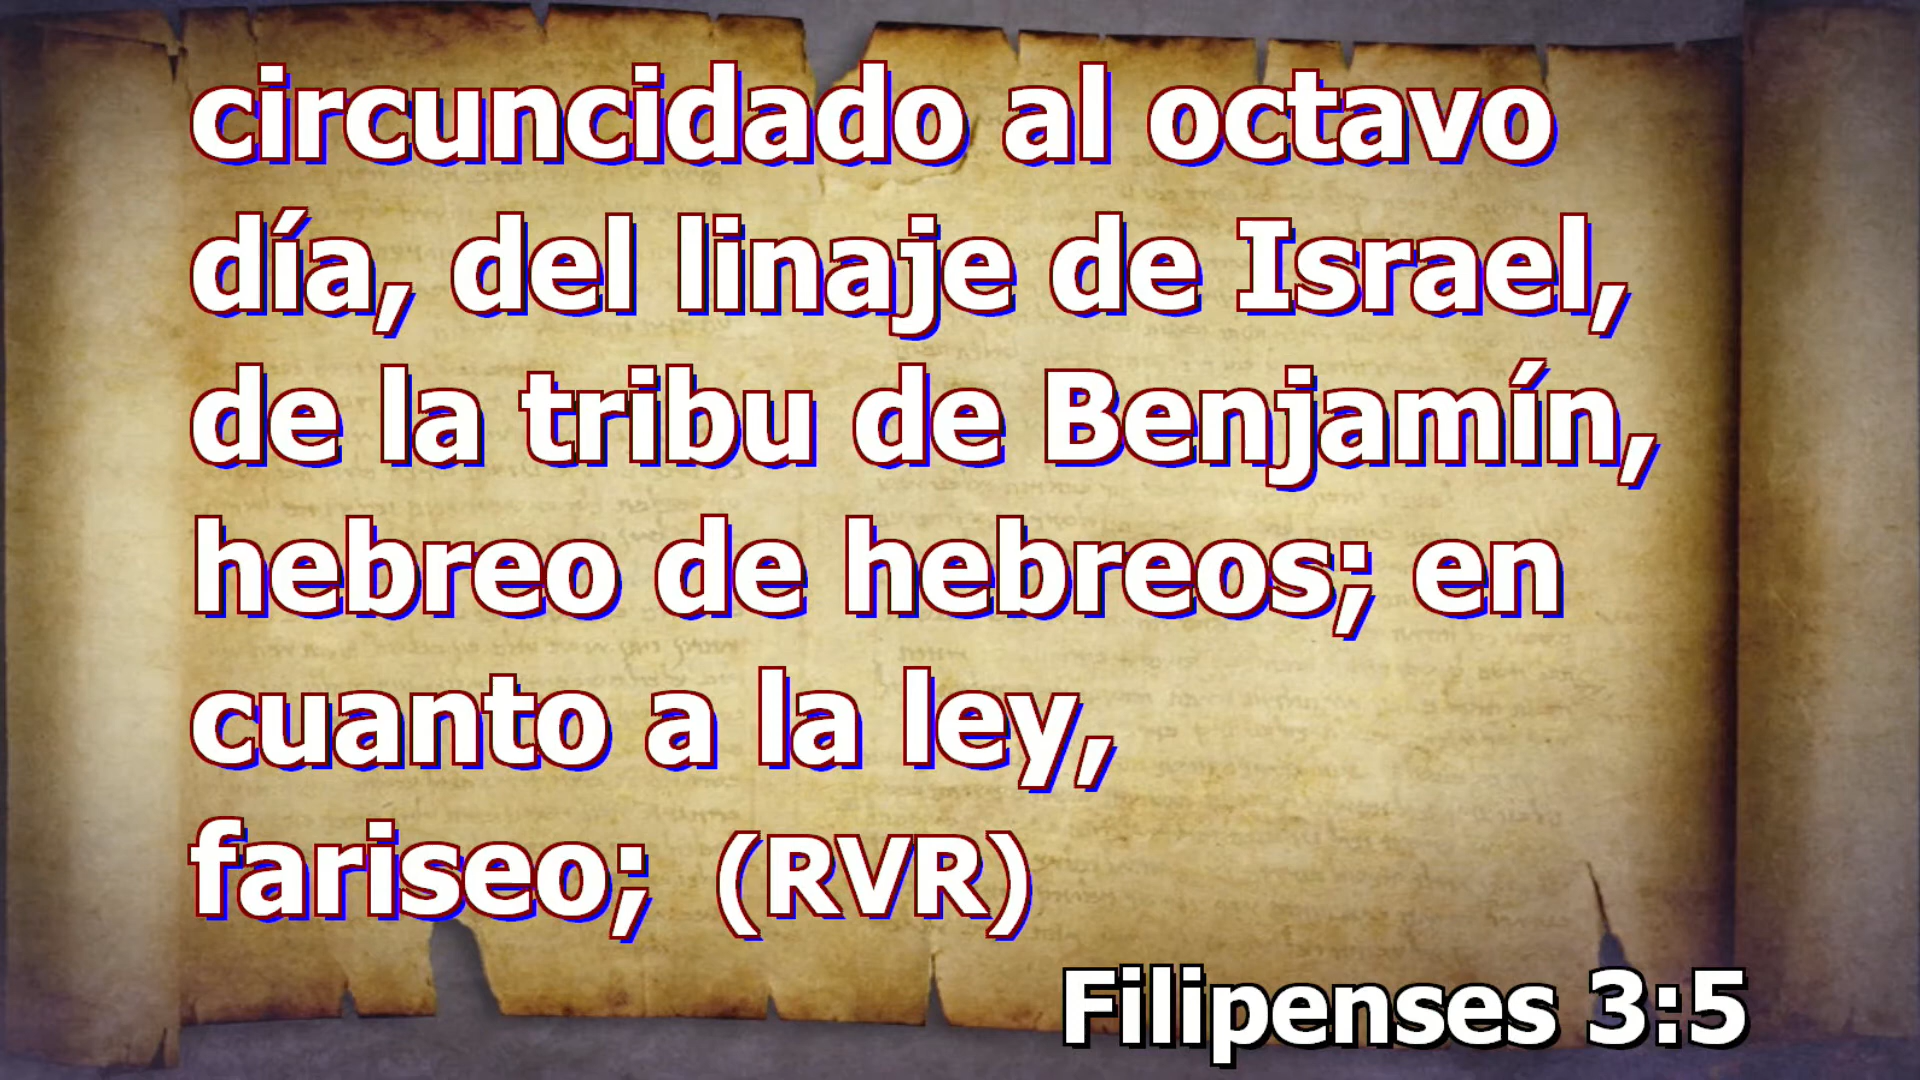 circuncidado al octavo
día, del linaje de Israel,
de la tribu de Benjamín,
hebreo de hebreos; en
cuanto a la ley,
fariseo; (RVR)
Filipenses 3:5